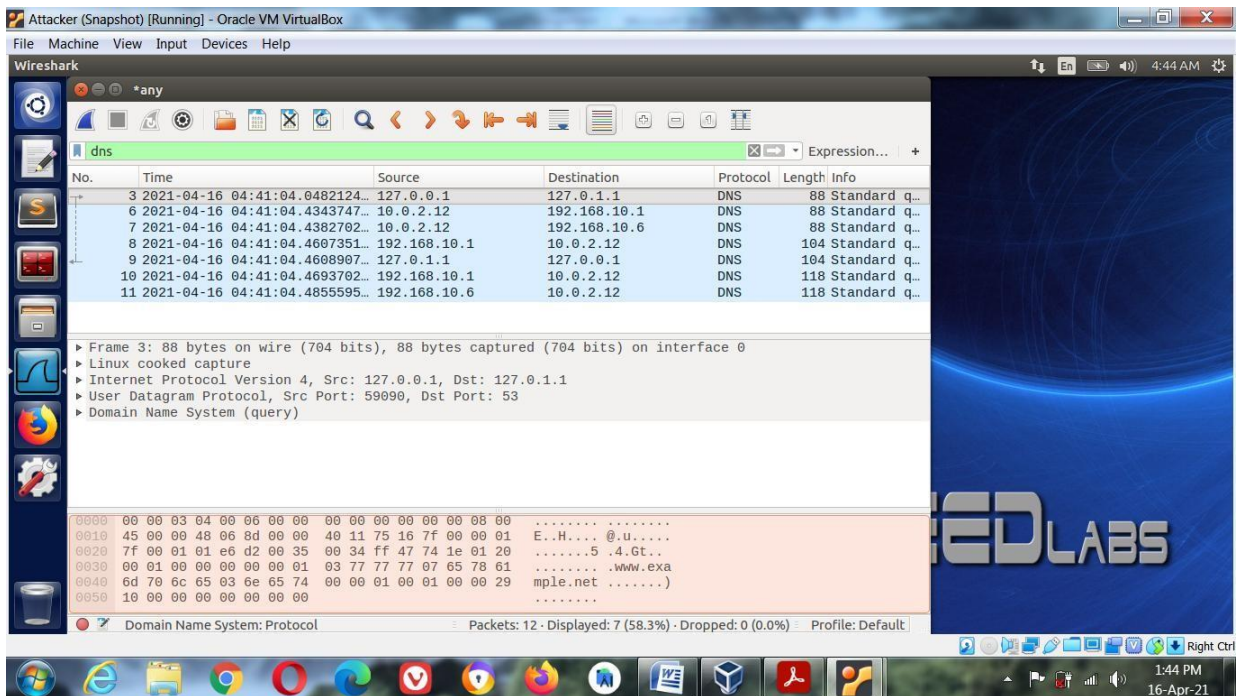 Attacker (Snapshot) [Running] - Oracle VM VirtualBox
File Machine View Input Devices Help
Wireshark En 4:44 AM
*any
dns Expression... +
No. Time Source Destination Protocol Length Info
3 2021-04-16 04:41:04.0482124… 127.0.0.1 127.0.1.1 DNS 88 Standard q…
6 2021-04-16 04:41:04.4343747… 10.0.2.12 192.168.10.1 DNS 88 Standard q…
7 2021-04-16 04:41:04.4382702… 10.0.2.12 192.168.10.6 DNS 88 Standard q…
8 2021-04-16 04:41:04.4607351… 192.168.10.1 10.0.2.12 DNS 104 Standard q…
9 2021-04-16 04:41:04.4608907… 127.0.1.1 127.0.0.1 DNS 104 Standard q…
10 2021-04-16 04:41:04.4693702… 192.168.10.1 10.0.2.12 DNS 118 Standard q…
11 2021-04-16 04:41:04.4855595… 192.168.10.6 10.0.2.12 DNS 118 Standard q…
Frame 3: 88 bytes on wire (704 bits), 88 bytes captured (704 bits) on interface 0
Linux cooked capture
Internet Protocol Version 4, Src: 127.0.0.1, Dst: 127.0.1.1
User Datagram Protocol, Src Port: 59090, Dst Port: 53
Domain Name System (query)
0000 00 00 03 04 00 06 00 00 00 00 00 00 00 00 08 00 ........ ........
0010 45 00 00 48 06 8d 00 00 40 11 75 16 7f 00 00 01 E..H.... @.u.....
0020 7f 00 01 01 e6 d2 00 35 00 34 ff 47 74 1e 01 20 .......5 .4.Gt..
0030 00 01 00 00 00 00 00 01 03 77 77 77 07 65 78 61 ........ .www.exa
0040 6d 70 6c 65 03 6e 65 74 00 00 01 00 01 00 00 29 mple.net .......)
0050 10 00 00 00 00 00 00 00 ........
Domain Name System: Protocol Packets: 12 · Displayed: 7 (58.3%) · Dropped: 0 (0.0%) Profile: Default
EEDLABS
Right Ctrl
1:44 PM
16-Apr-21